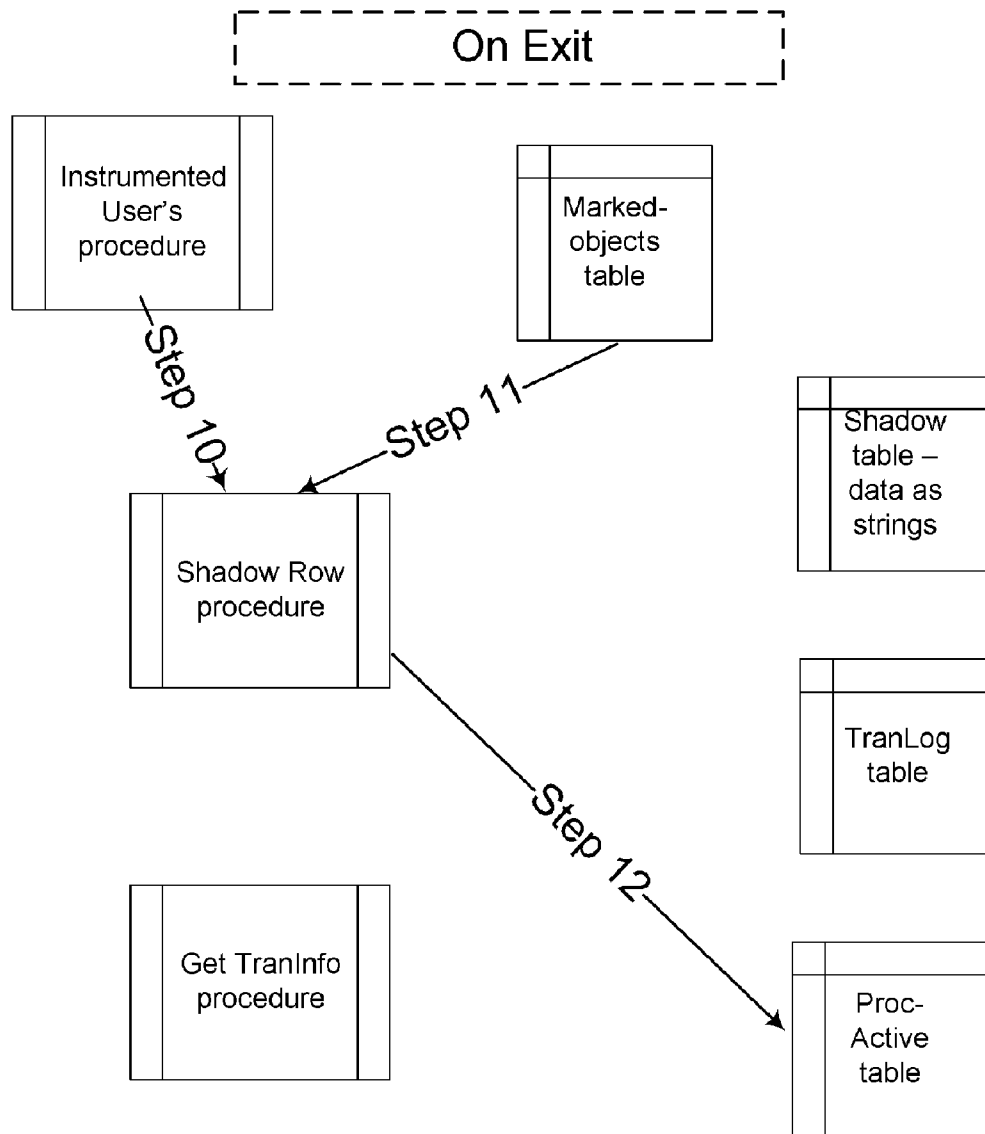 On Exit
Instrumented
User's
procedure
Marked-
objects
table
Step 10
Step 11
Shadow
table –
data as
strings
Shadow Row
procedure
TranLog
table
Step 12
Get TranInfo
procedure
Proc-
Active
table